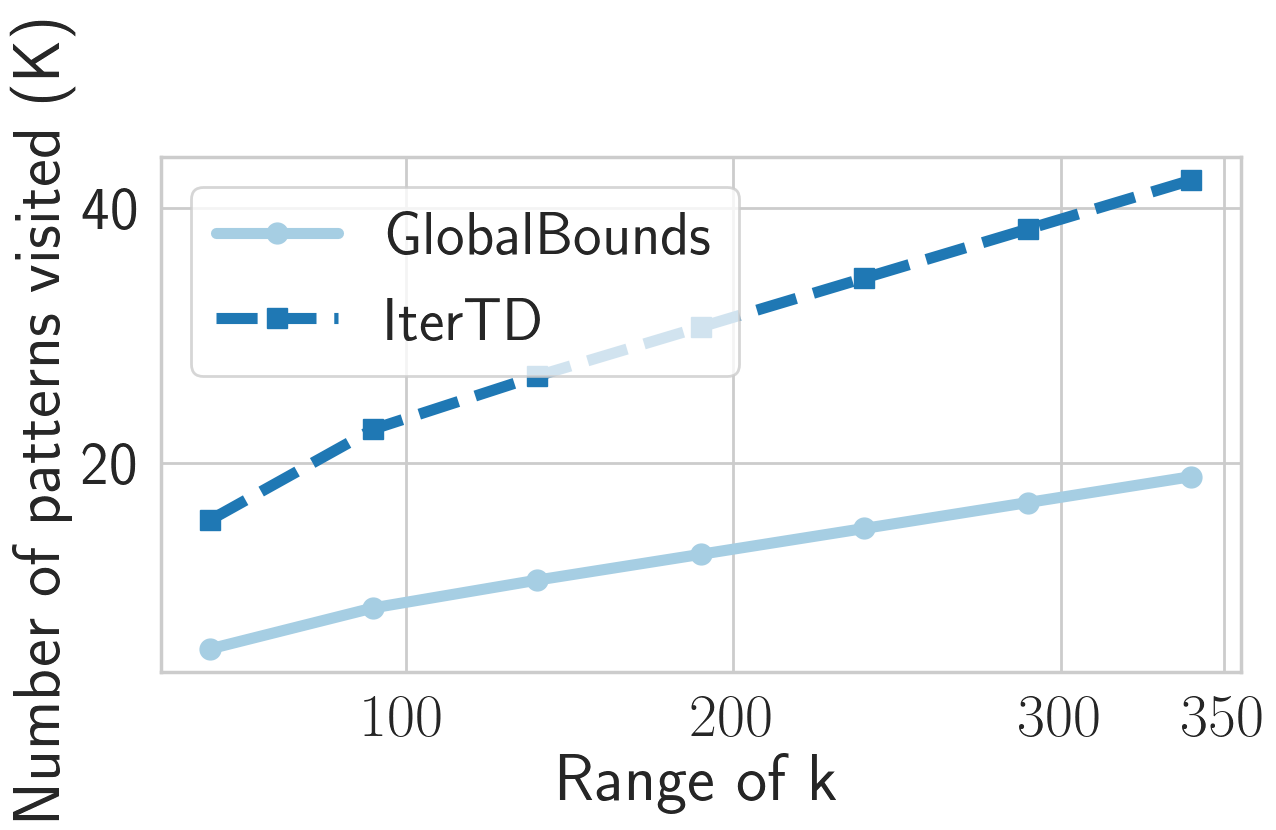 Number of patterns visited (K)
40
20
GlobalBounds
IterTD
100 200 300 350
Range of k